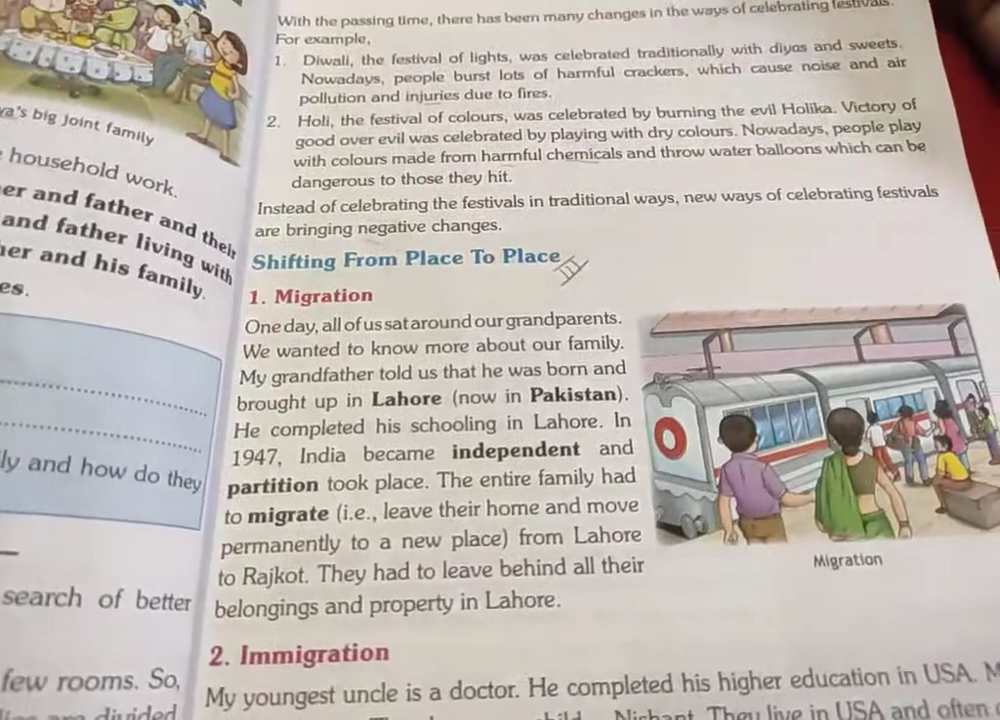 va's big Joint family
household work.
er and father and their
and father living with
her and his family.
es.
ly and how do they
search of better
few rooms. So,
divided
With the passing time, there has been many changes in the ways of celebrating festivals.
For example,
1. Diwali, the festival of lights, was celebrated traditionally with diyas and sweets.
Nowadays, people burst lots of harmful crackers, which cause noise and air
pollution and injuries due to fires.
2. Holi, the festival of colours, was celebrated by burning the evil Holika. Victory of
good over evil was celebrated by playing with dry colours. Nowadays, people play
with colours made from harmful chemicals and throw water balloons which can be
dangerous to those they hit.
Instead of celebrating the festivals in traditional ways, new ways of celebrating festivals
are bringing negative changes.
Shifting From Place To Place
1. Migration
One day, all of us sat around our grandparents.
We wanted to know more about our family.
My grandfather told us that he was born and
brought up in Lahore (now in Pakistan).
He completed his schooling in Lahore. In
1947, India became independent and
partition took place. The entire family had
to migrate (i.e., leave their home and move
permanently to a new place) from Lahore
to Rajkot. They had to leave behind all their
belongings and property in Lahore.
Migration
2. Immigration
My youngest uncle is a doctor. He completed his higher education in USA. M
Nishant. They live in USA and often